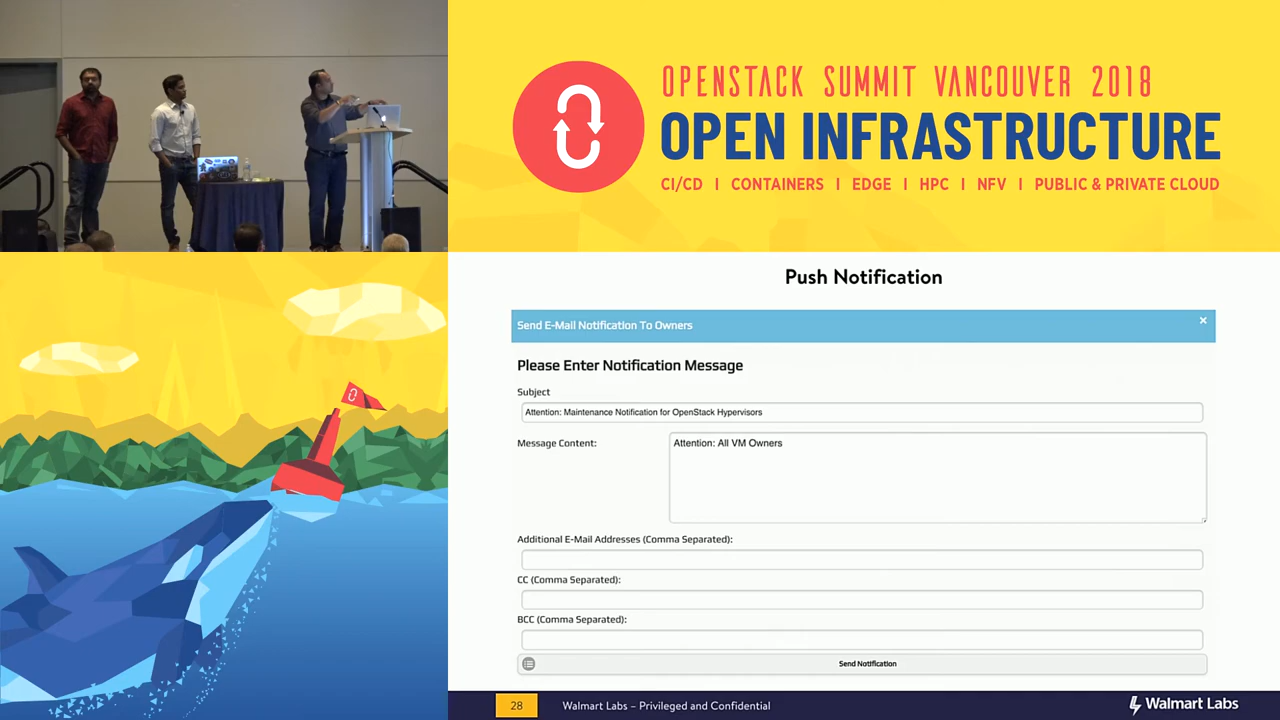 OPENSTACK SUMMIT VANCOUVER 2018
OPEN INFRASTRUCTURE
CI/CD | CONTAINERS | EDGE | HPC | NFV | PUBLIC & PRIVATE CLOUD
Push Notification
Send E-Mail Notification To Owners
×
Please Enter Notification Message
Subject
Attention: Maintenance Notification for OpenStack Hypervisors
Message Content:
Attention: All VM Owners
Additional E-Mail Addresses (Comma Separated):
CC (Comma Separated):
BCC (Comma Separated):
Send Notification
28
Walmart Labs – Privileged and Confidential
Walmart Labs